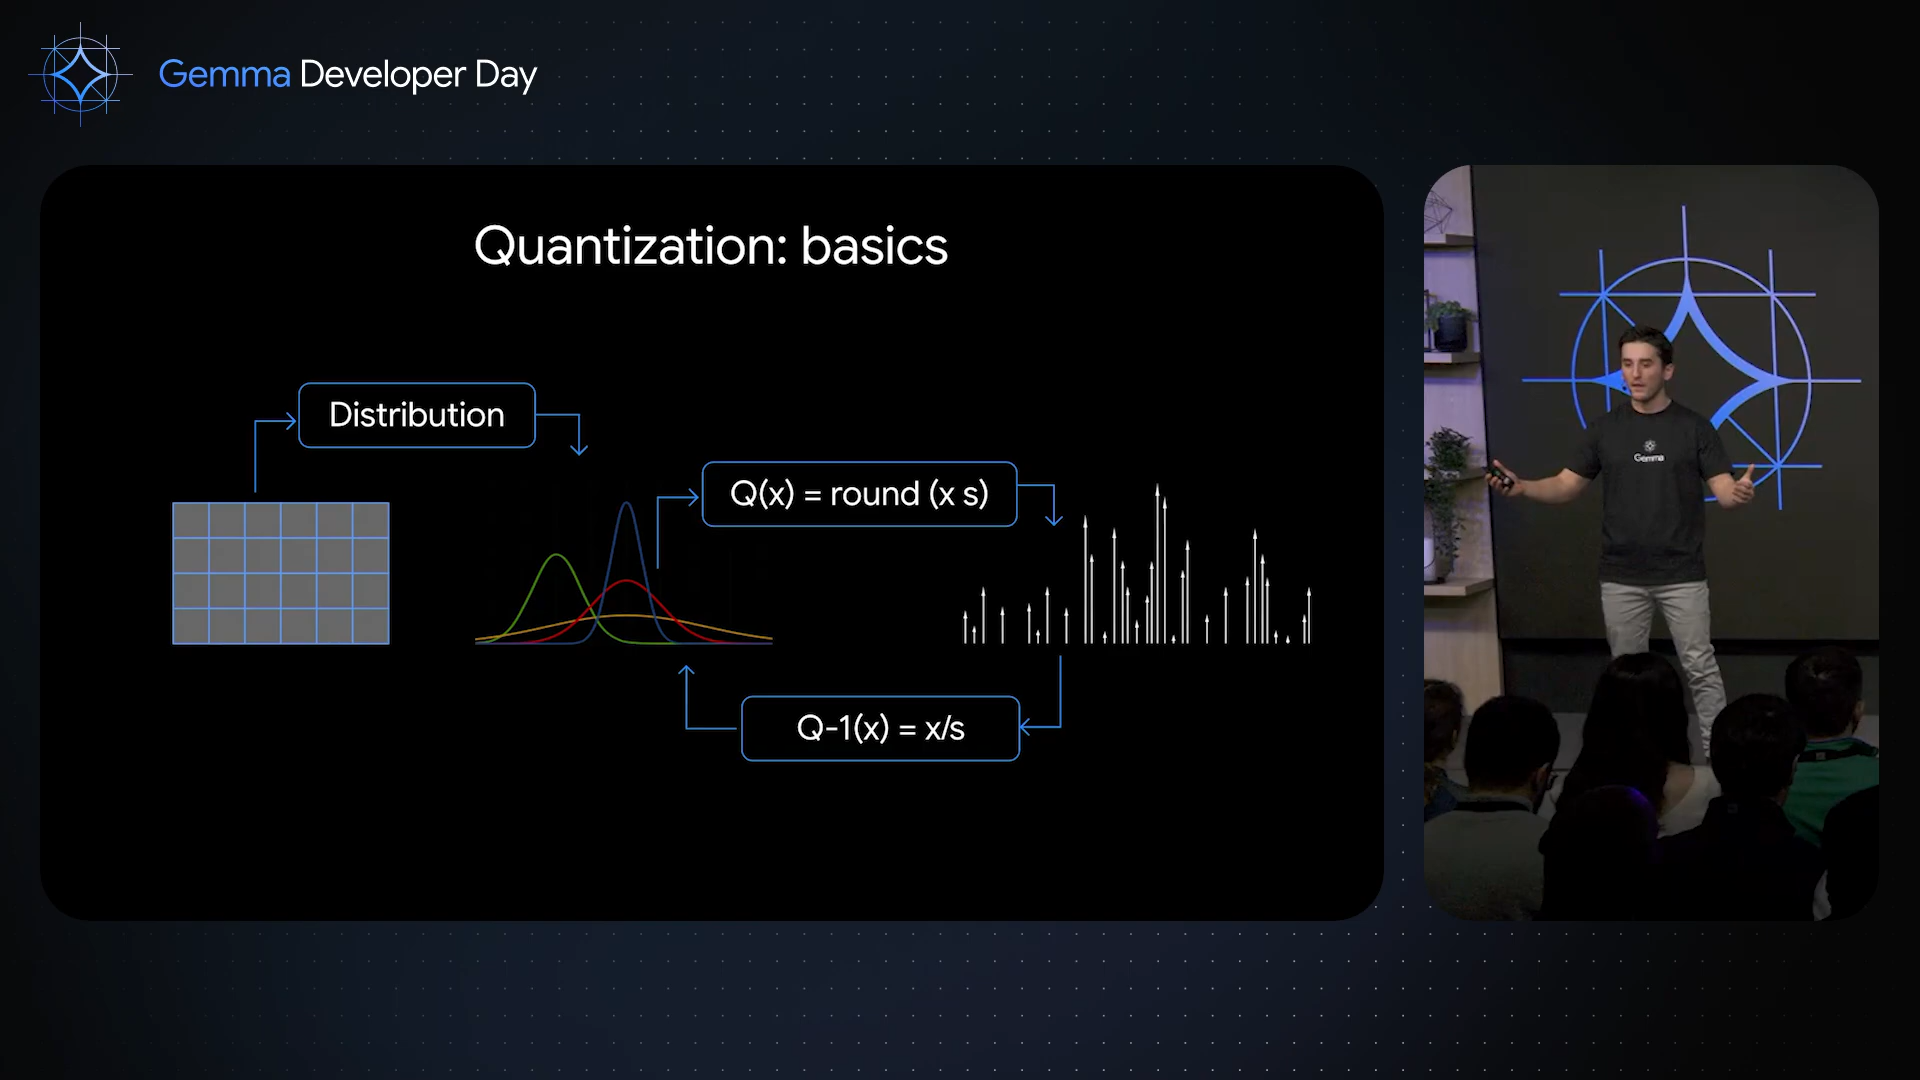 Gemma Developer Day
Quantization: basics
Distribution
Q(x) = round (x s)
Q-1(x) = x/s
Gemma